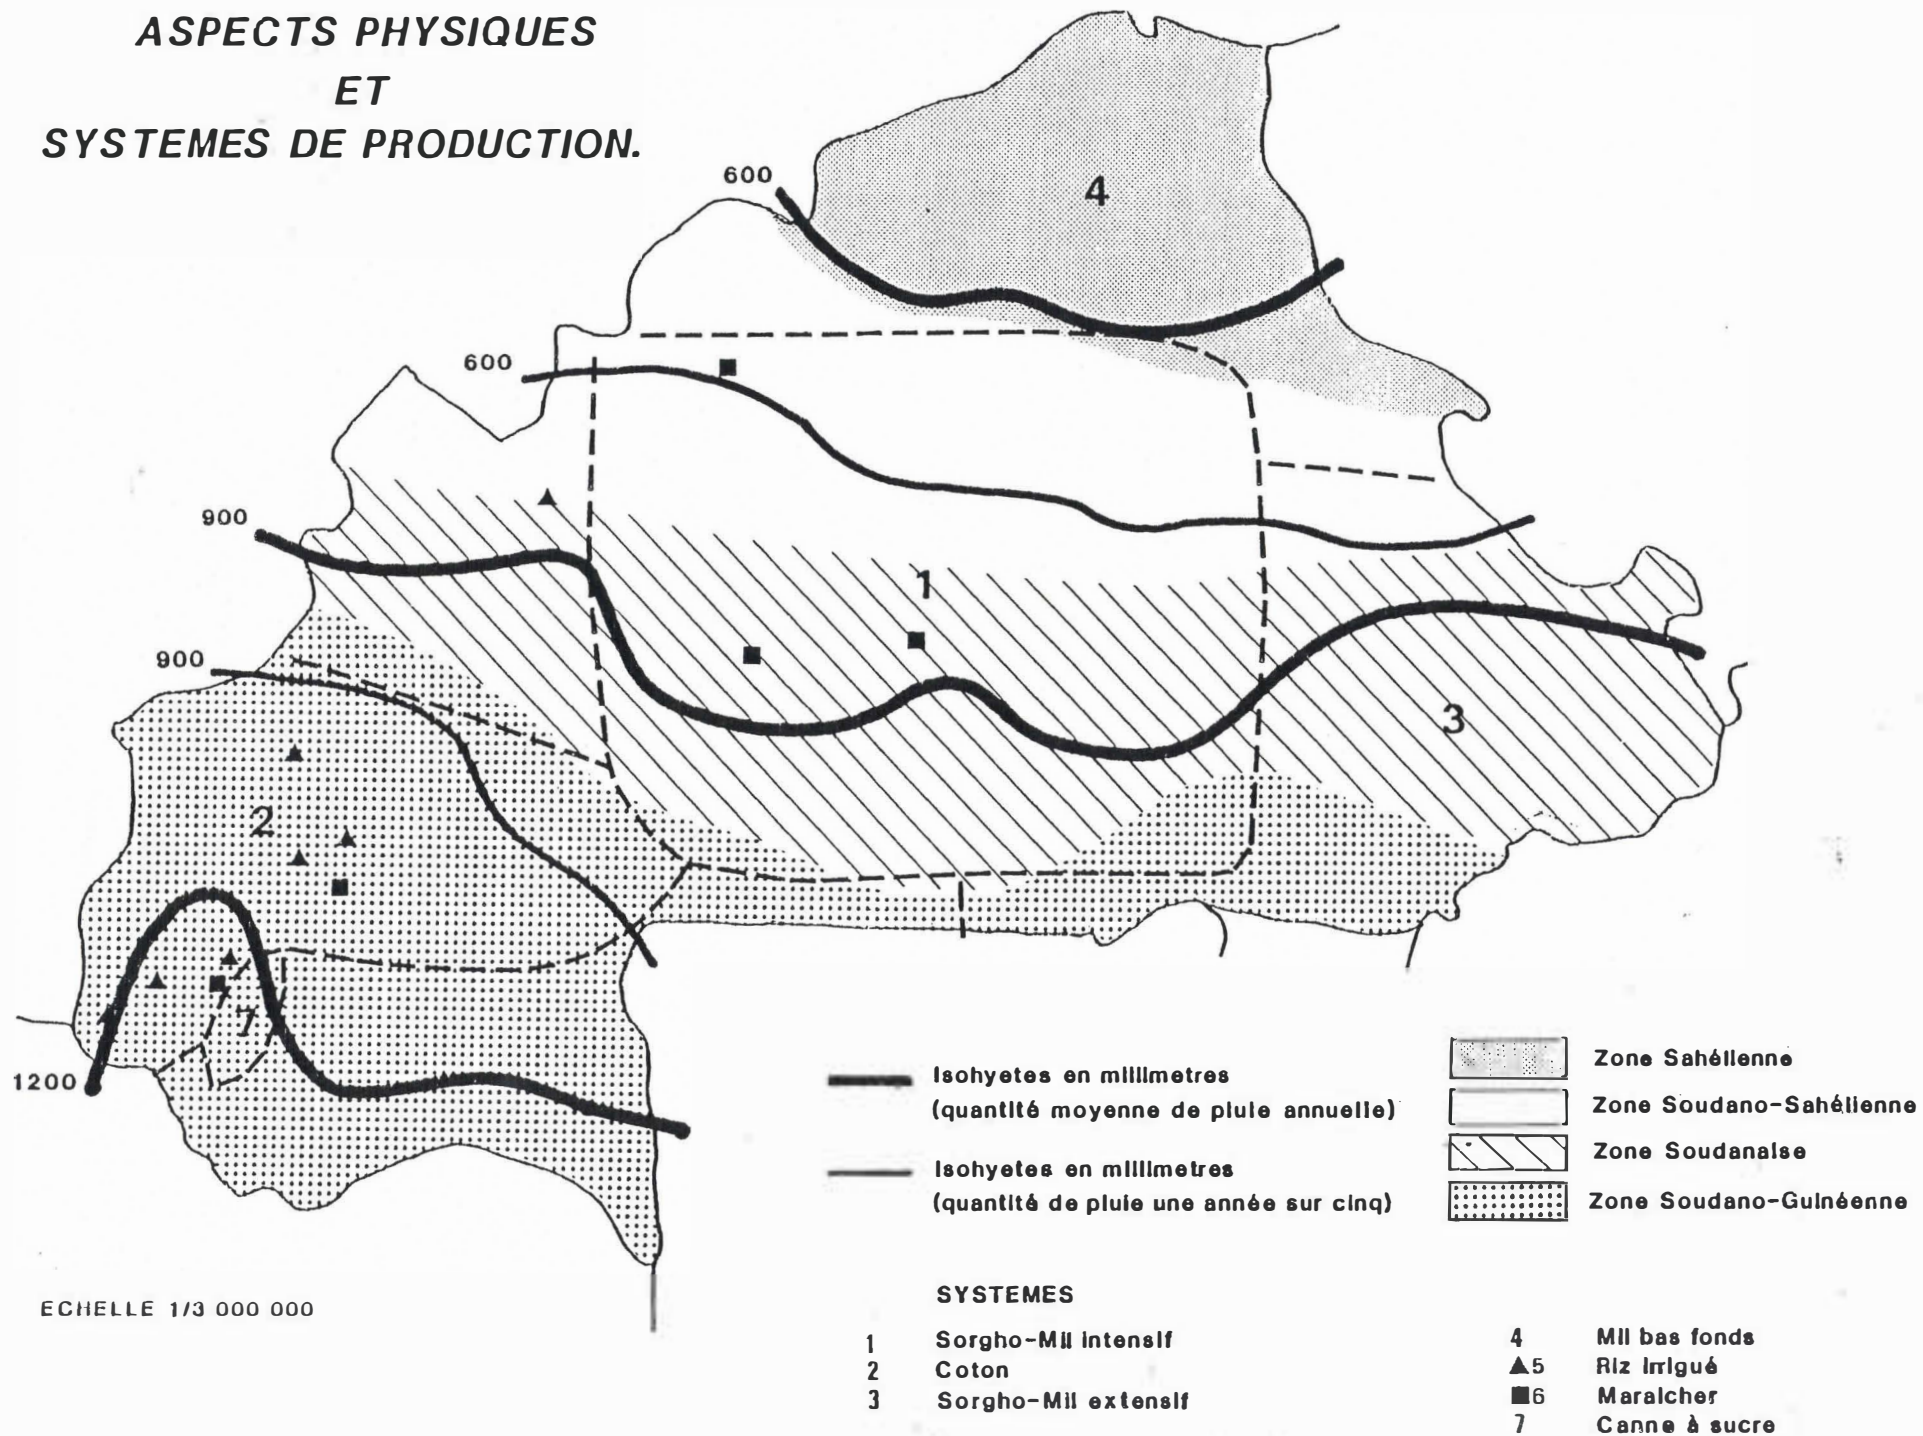 ASPECTS PHYSIQUES
ET
SYSTEMES DE PRODUCTION.
600
4
600
900
1
900
3
2
7
1200
Isohyetes en millimetres
(quantité moyenne de pluie annuelle)
Isohyetes en millimetres
(quantité de pluie une année sur cinq)
Zone Sahélienne
Zone Soudano-Sahélienne
Zone Soudanaise
Zone Soudano-Guinéenne
ECHELLE 1/3 000 000
SYSTEMES
1 Sorgho-Mil intensif
2 Coton
3 Sorgho-Mil extensif
4 Mil bas fonds
▲5 Riz irrigué
■6 Maraicher
7 Canne à sucre